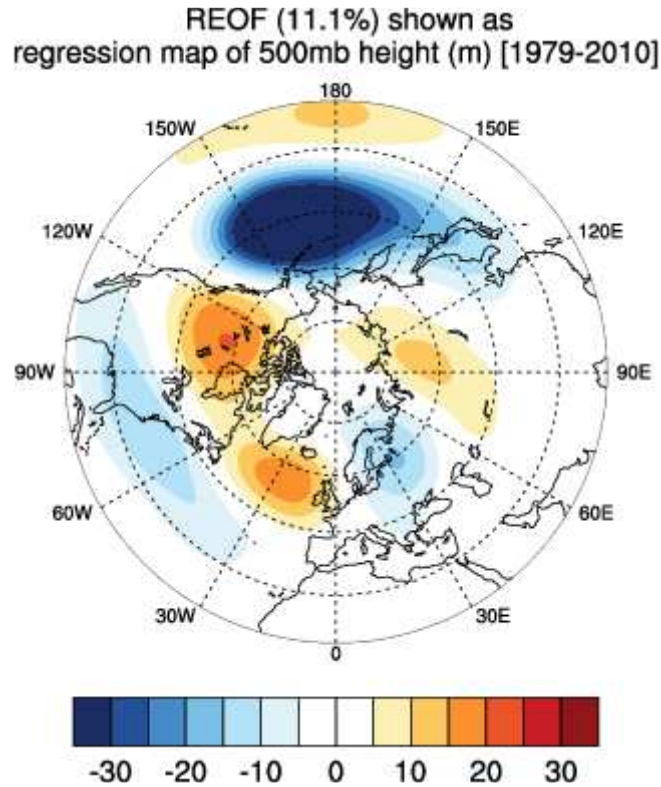 REOF (11.1%) shown as
regression map of 500mb height (m) [1979-2010]
180
150W
150E
120W
120E
90W
90E
60W
60E
30W
30E
0
-30 -20 -10 0 10 20 30